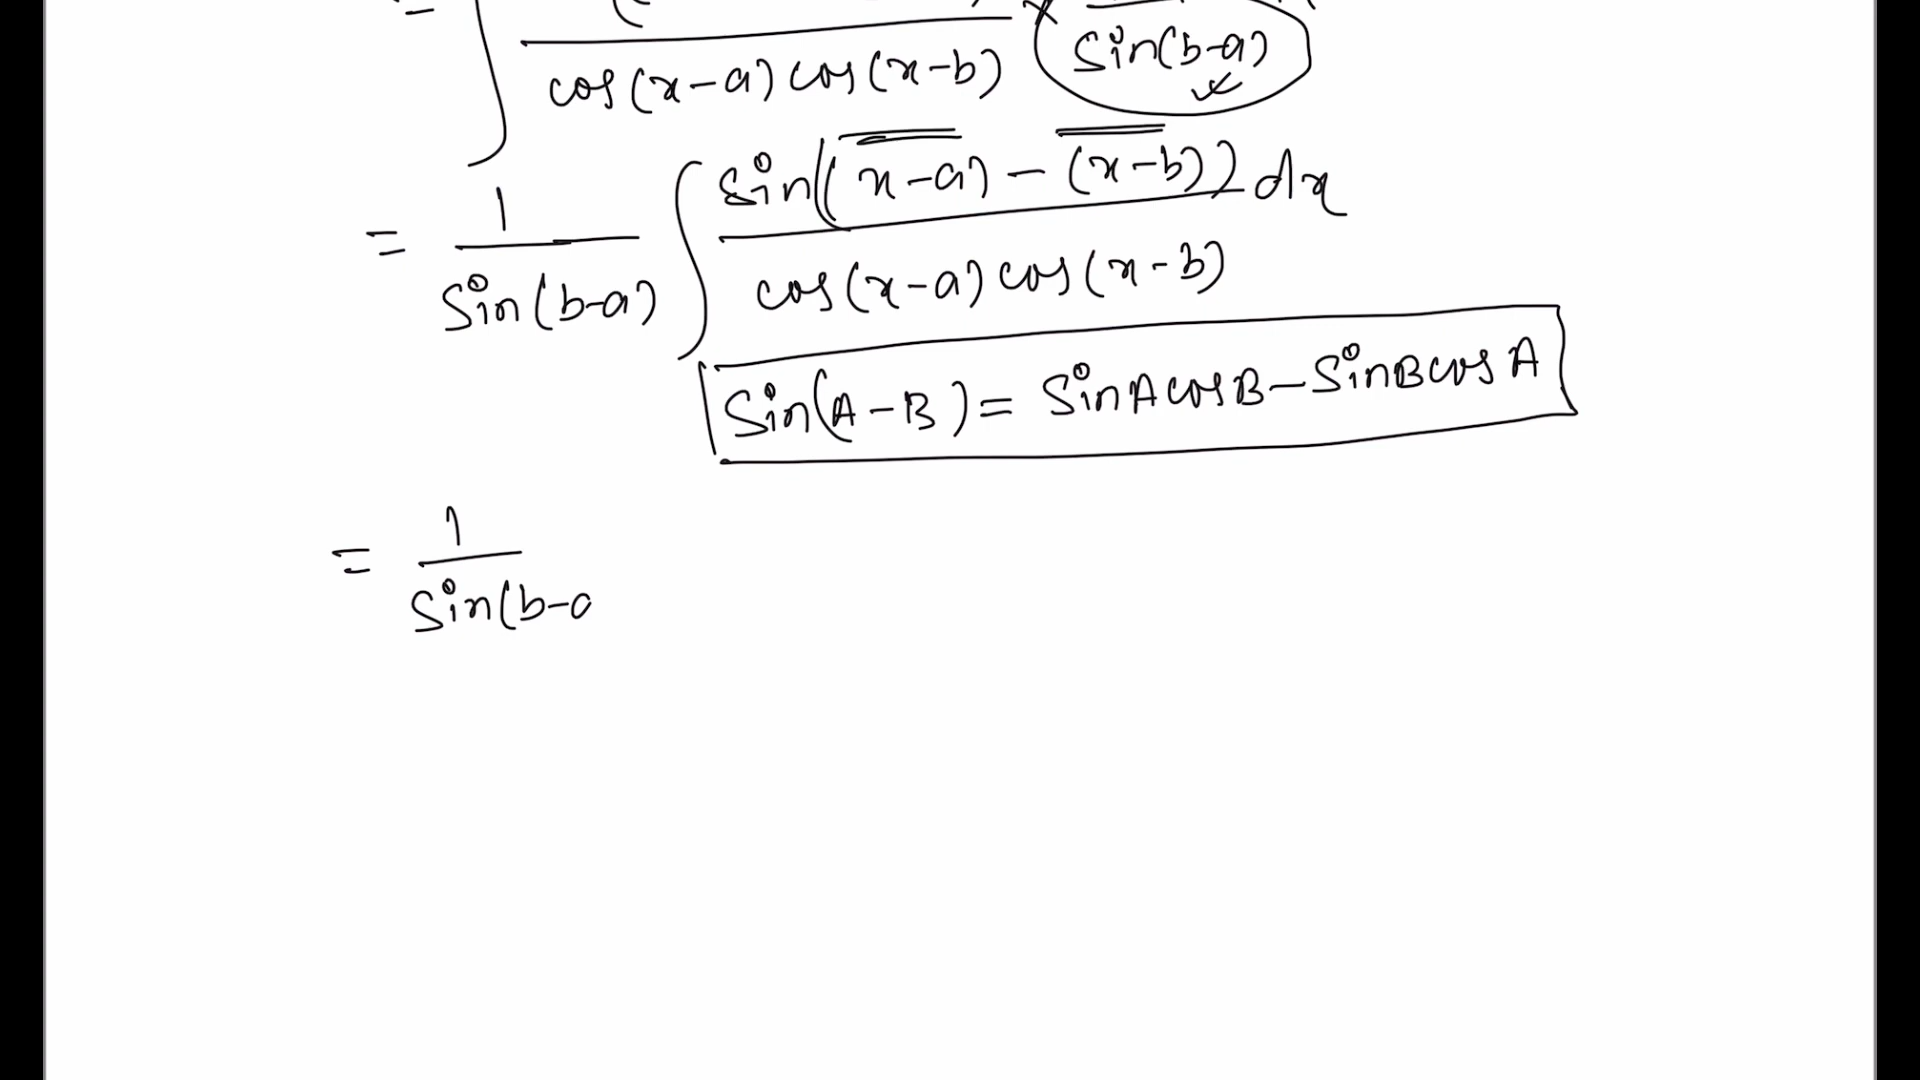 = ∫ ( / cos(x-a) cos(x-b) × / sin(b-a)
= 1/sin(b-a) ∫ sin((x-a) - (x-b)) dx / cos(x-a) cos(x-b)
Sin(A-B) = SinA cosB - SinB cosA
= 1/sin(b-a